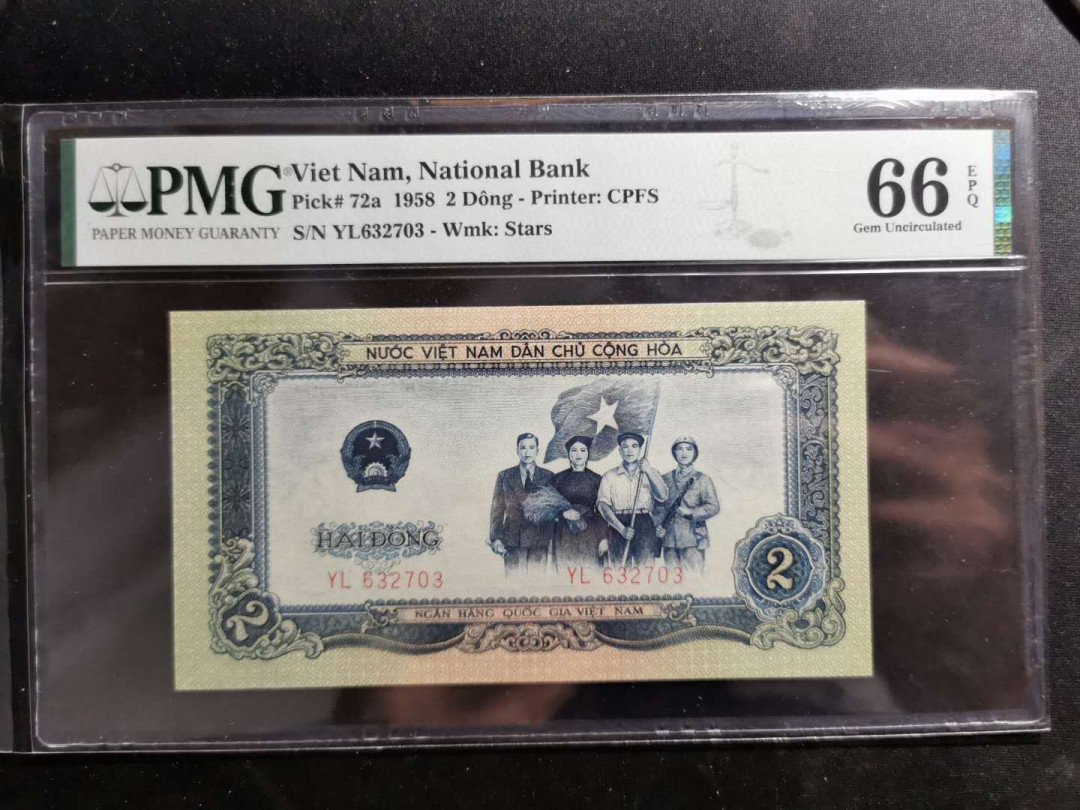 PMG®
PAPER MONEY GUARANTY
Viet Nam, National Bank
Pick# 72a 1958 2 Dông - Printer: CPFS
S/N YL632703 - Wmk: Stars
66 EPQ
Gem Uncirculated
NƯỚC VIỆT NAM DÂN CHỦ CỘNG HÒA
HAI ĐỒNG
YL 632703 YL 632703
2 2
NGÂN HÀNG QUỐC GIA VIỆT NAM